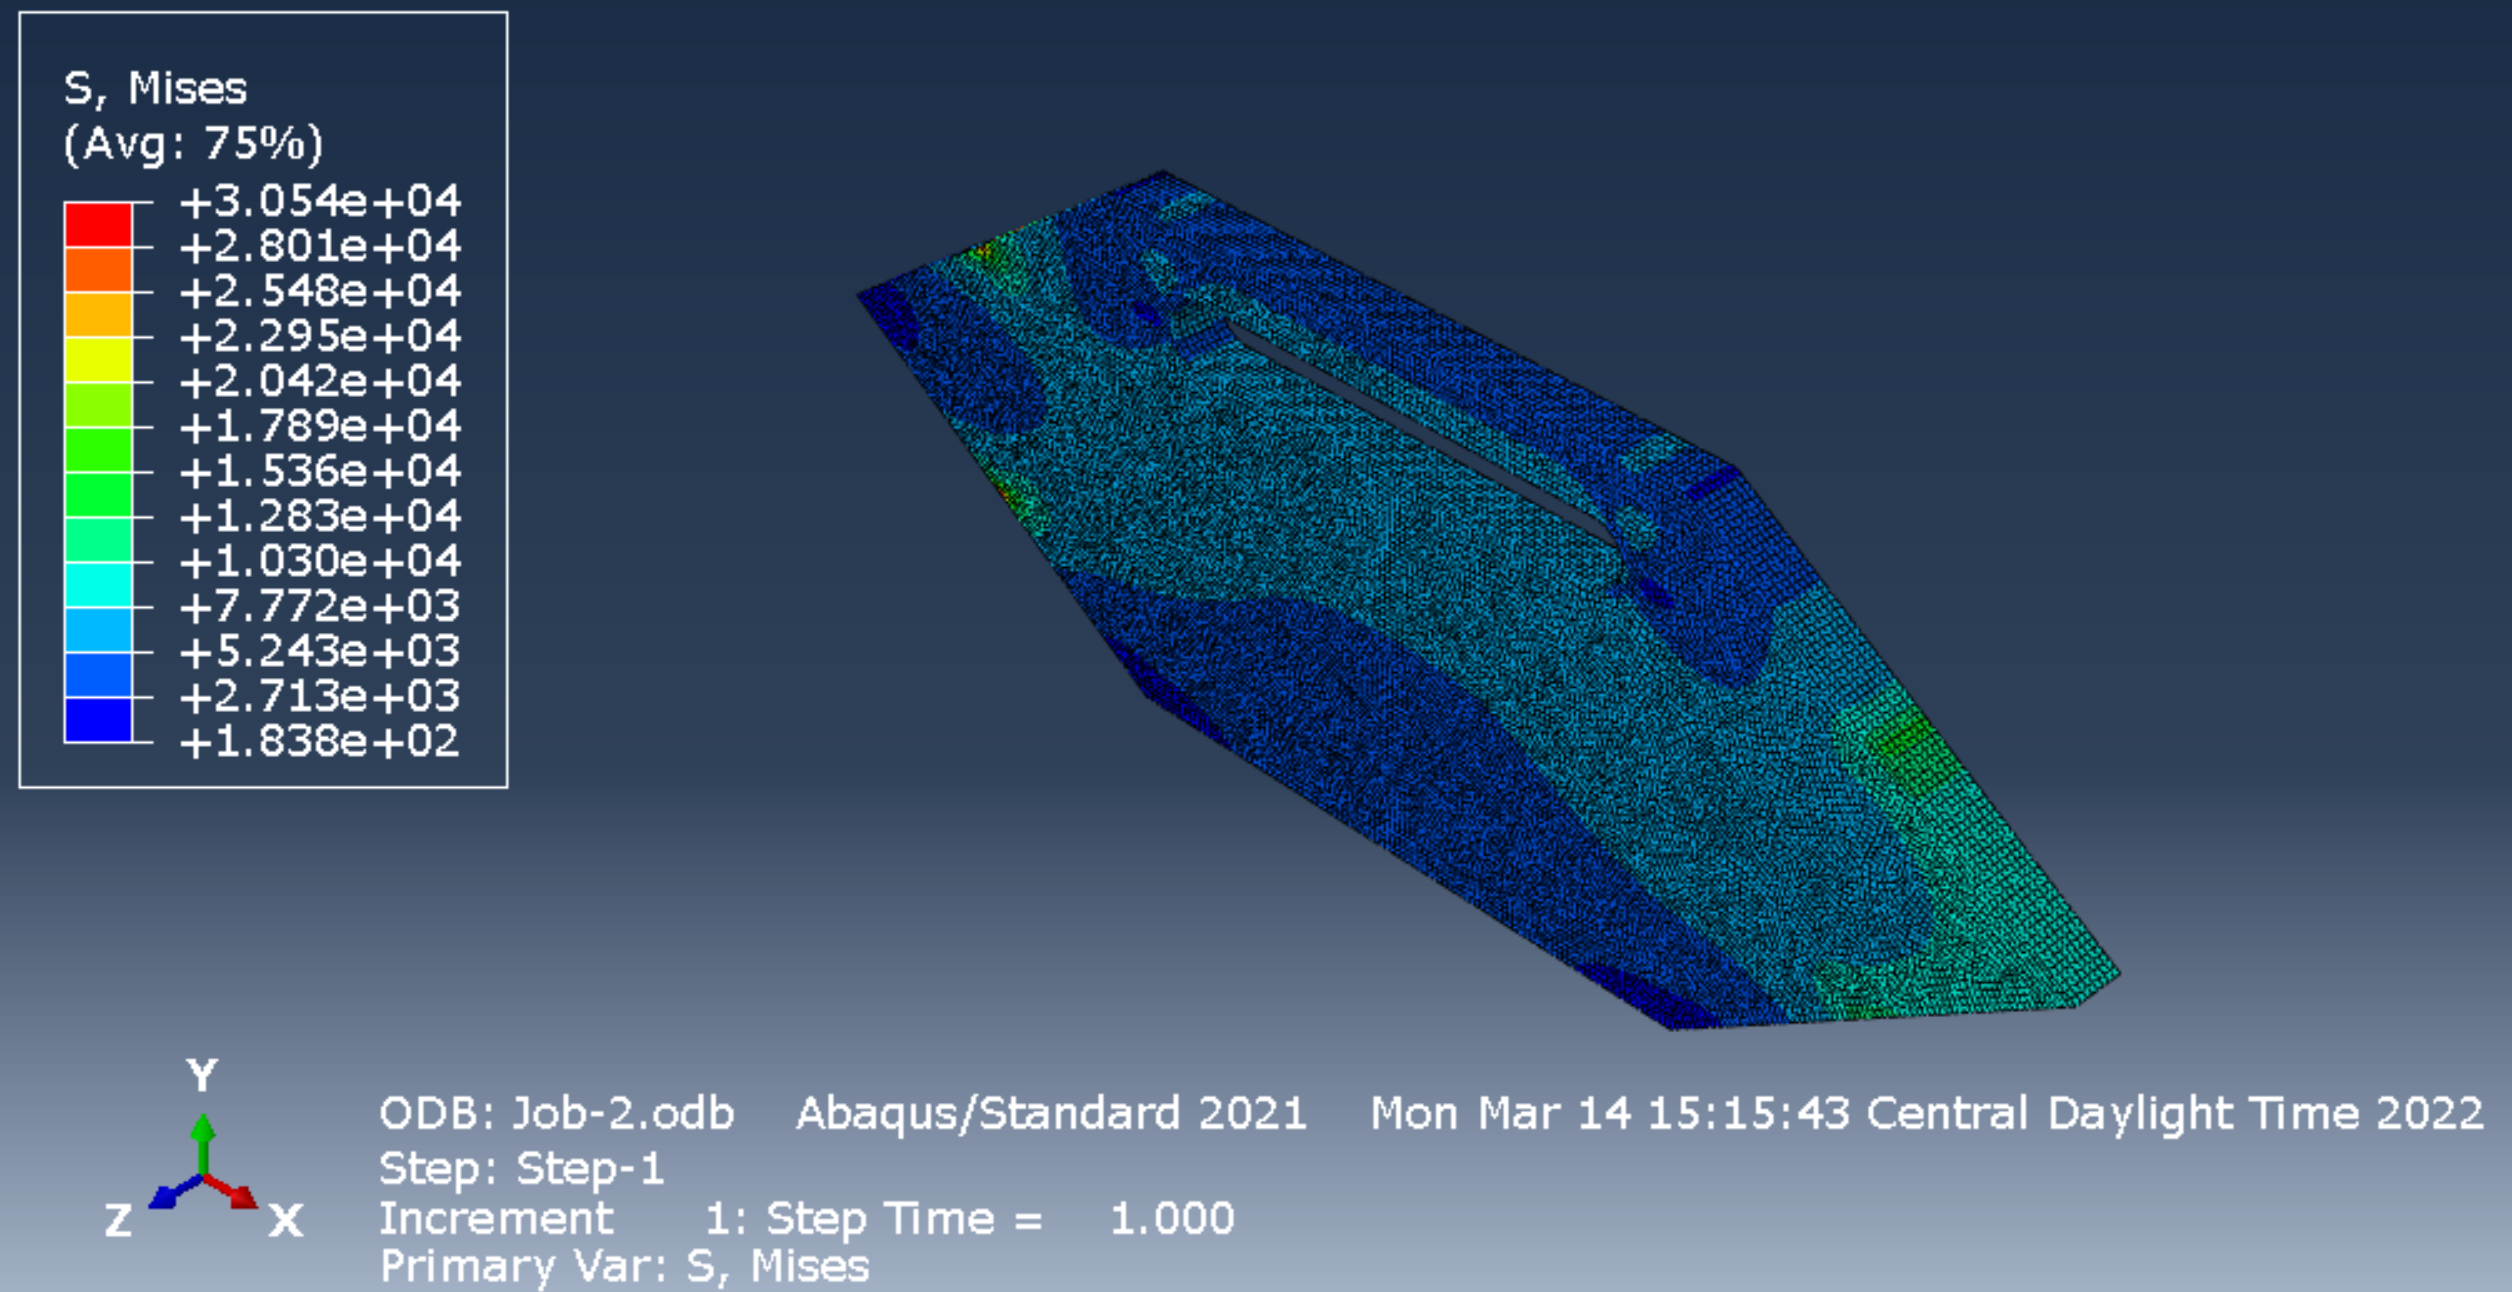 S, Mises
(Avg: 75%)
+3.054e+04
+2.801e+04
+2.548e+04
+2.295e+04
+2.042e+04
+1.789e+04
+1.536e+04
+1.283e+04
+1.030e+04
+7.772e+03
+5.243e+03
+2.713e+03
+1.838e+02
Y
Z
X
ODB: Job-2.odb Abaqus/Standard 2021 Mon Mar 14 15:15:43 Central Daylight Time 2022
Step: Step-1
Increment 1: Step Time = 1.000
Primary Var: S, Mises